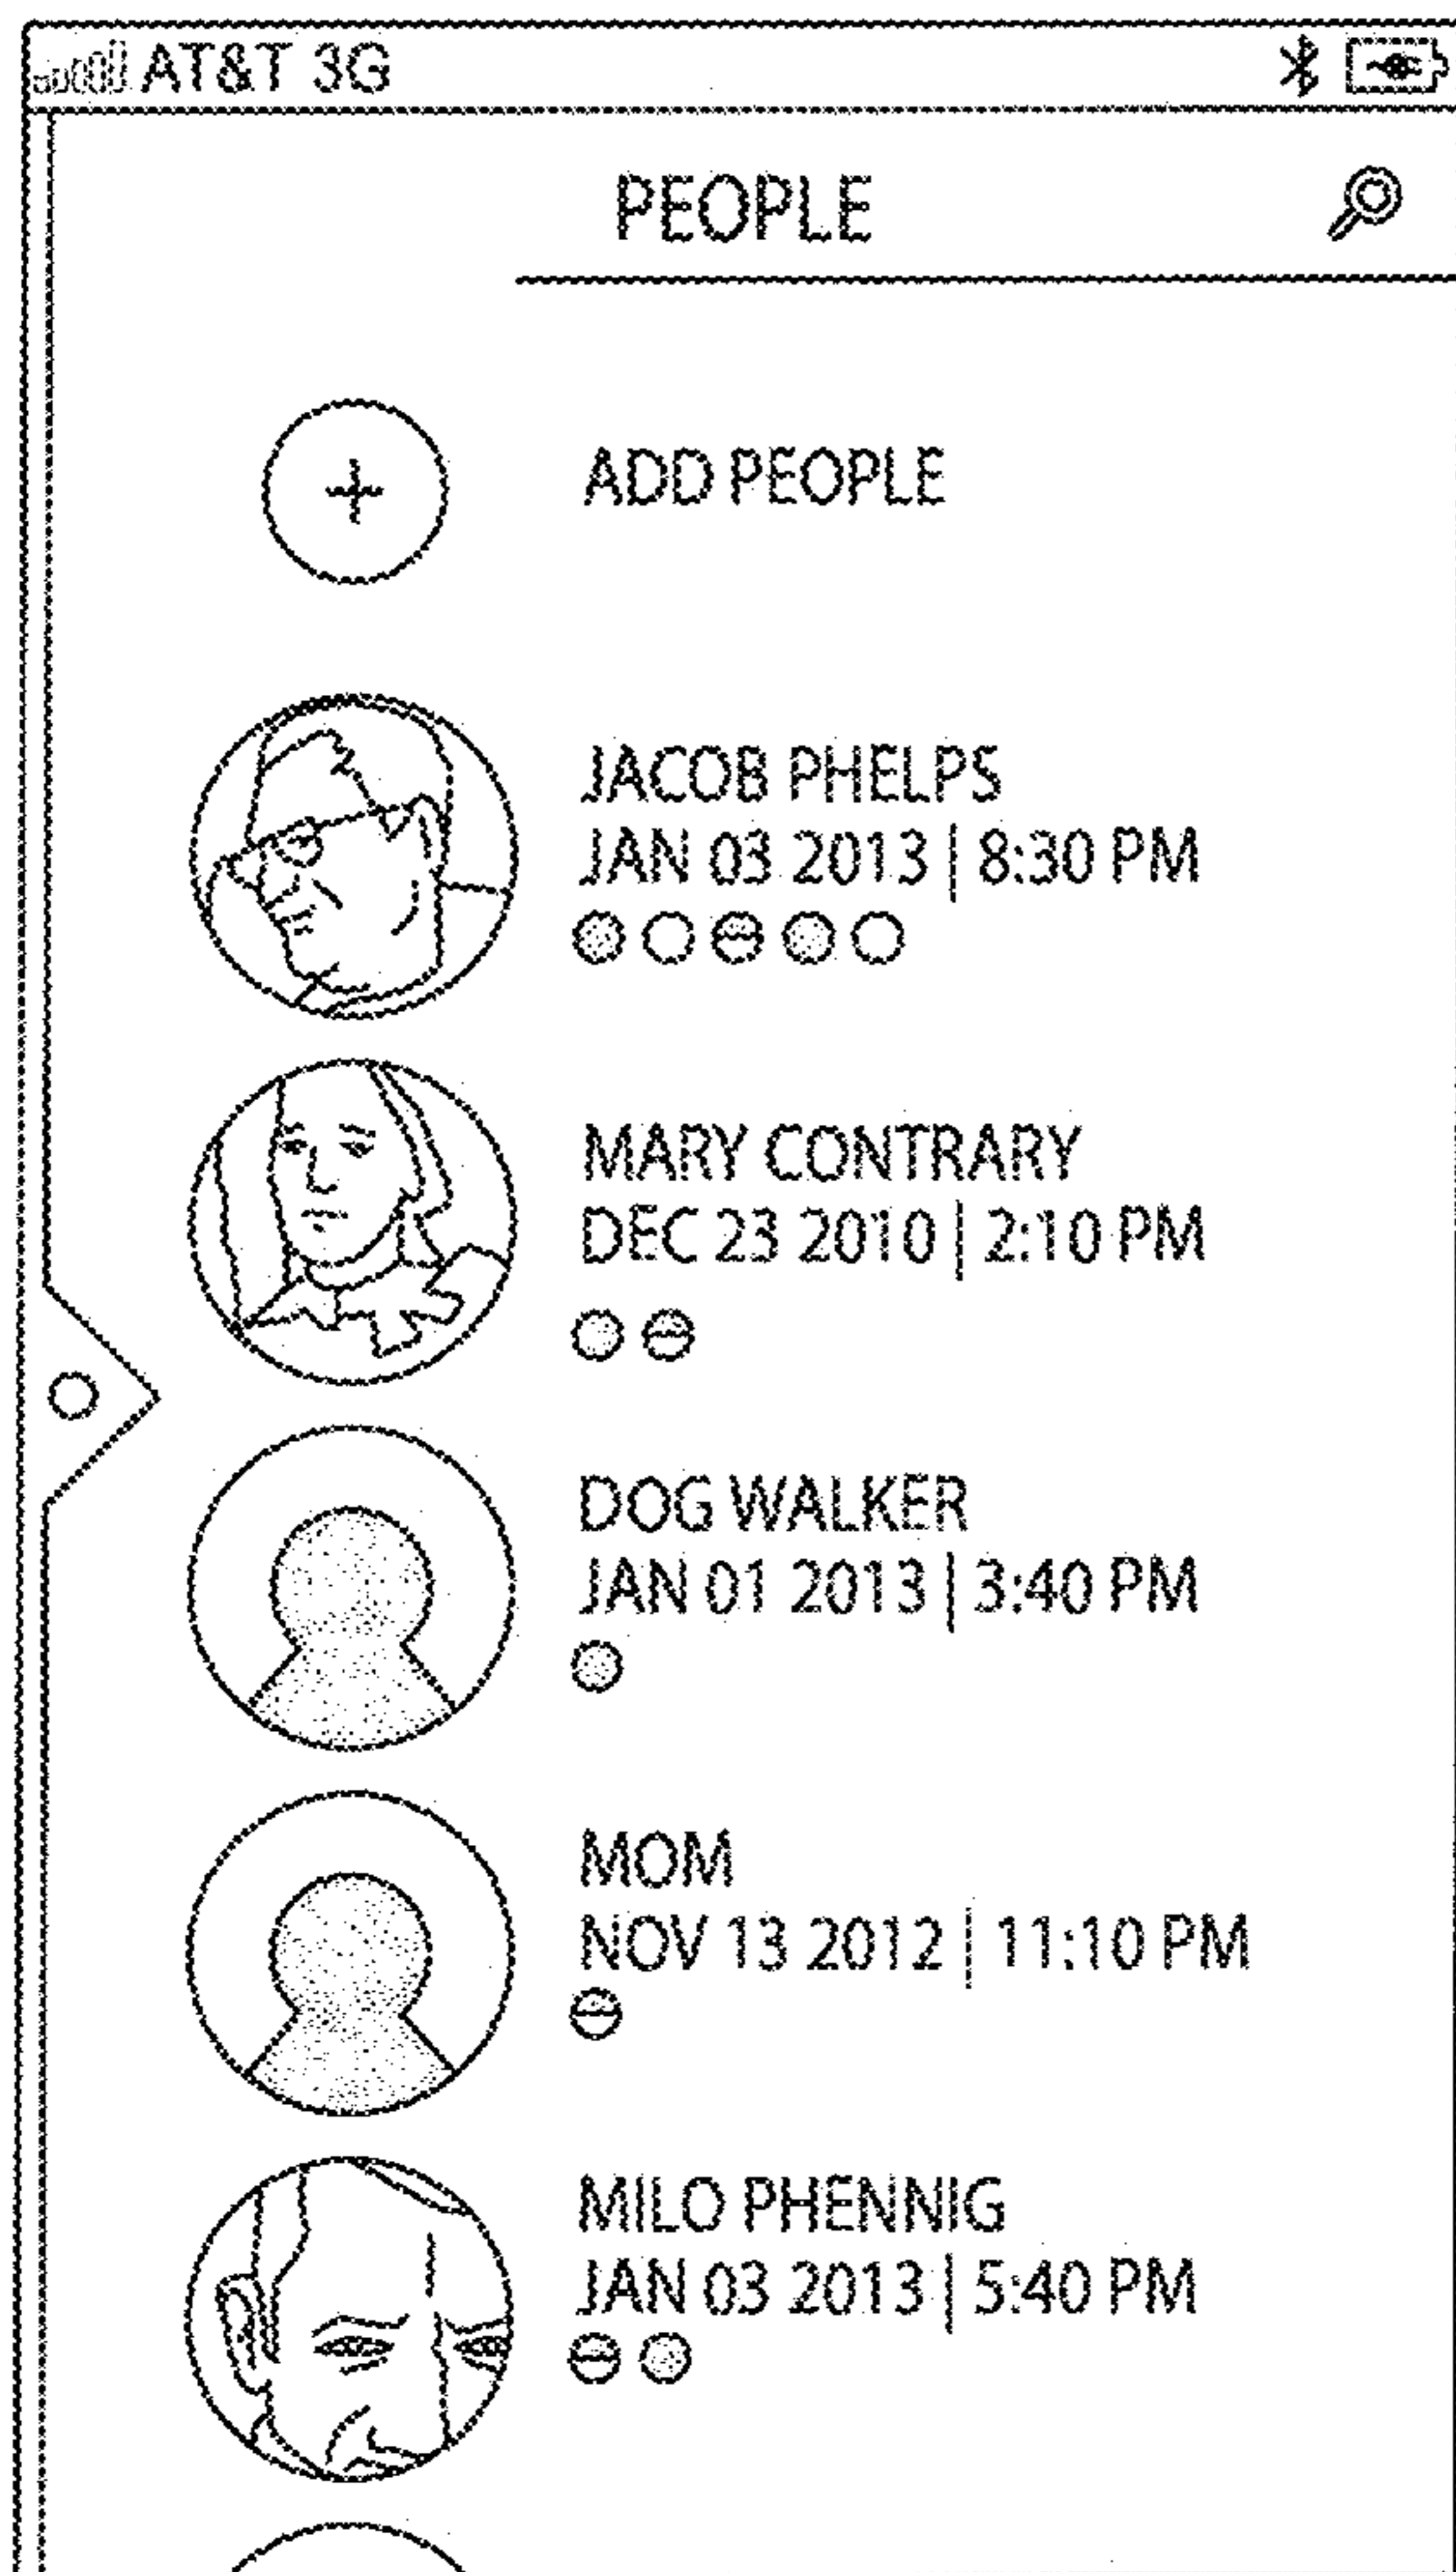 AT&T 3G
PEOPLE
ADD PEOPLE
JACOB PHELPS
JAN 03 2013 | 8:30 PM
MARY CONTRARY
DEC 23 2010 | 2:10 PM
DOG WALKER
JAN 01 2013 | 3:40 PM
MOM
NOV 13 2012 | 11:10 PM
MILO PHENNIG
JAN 03 2013 | 5:40 PM